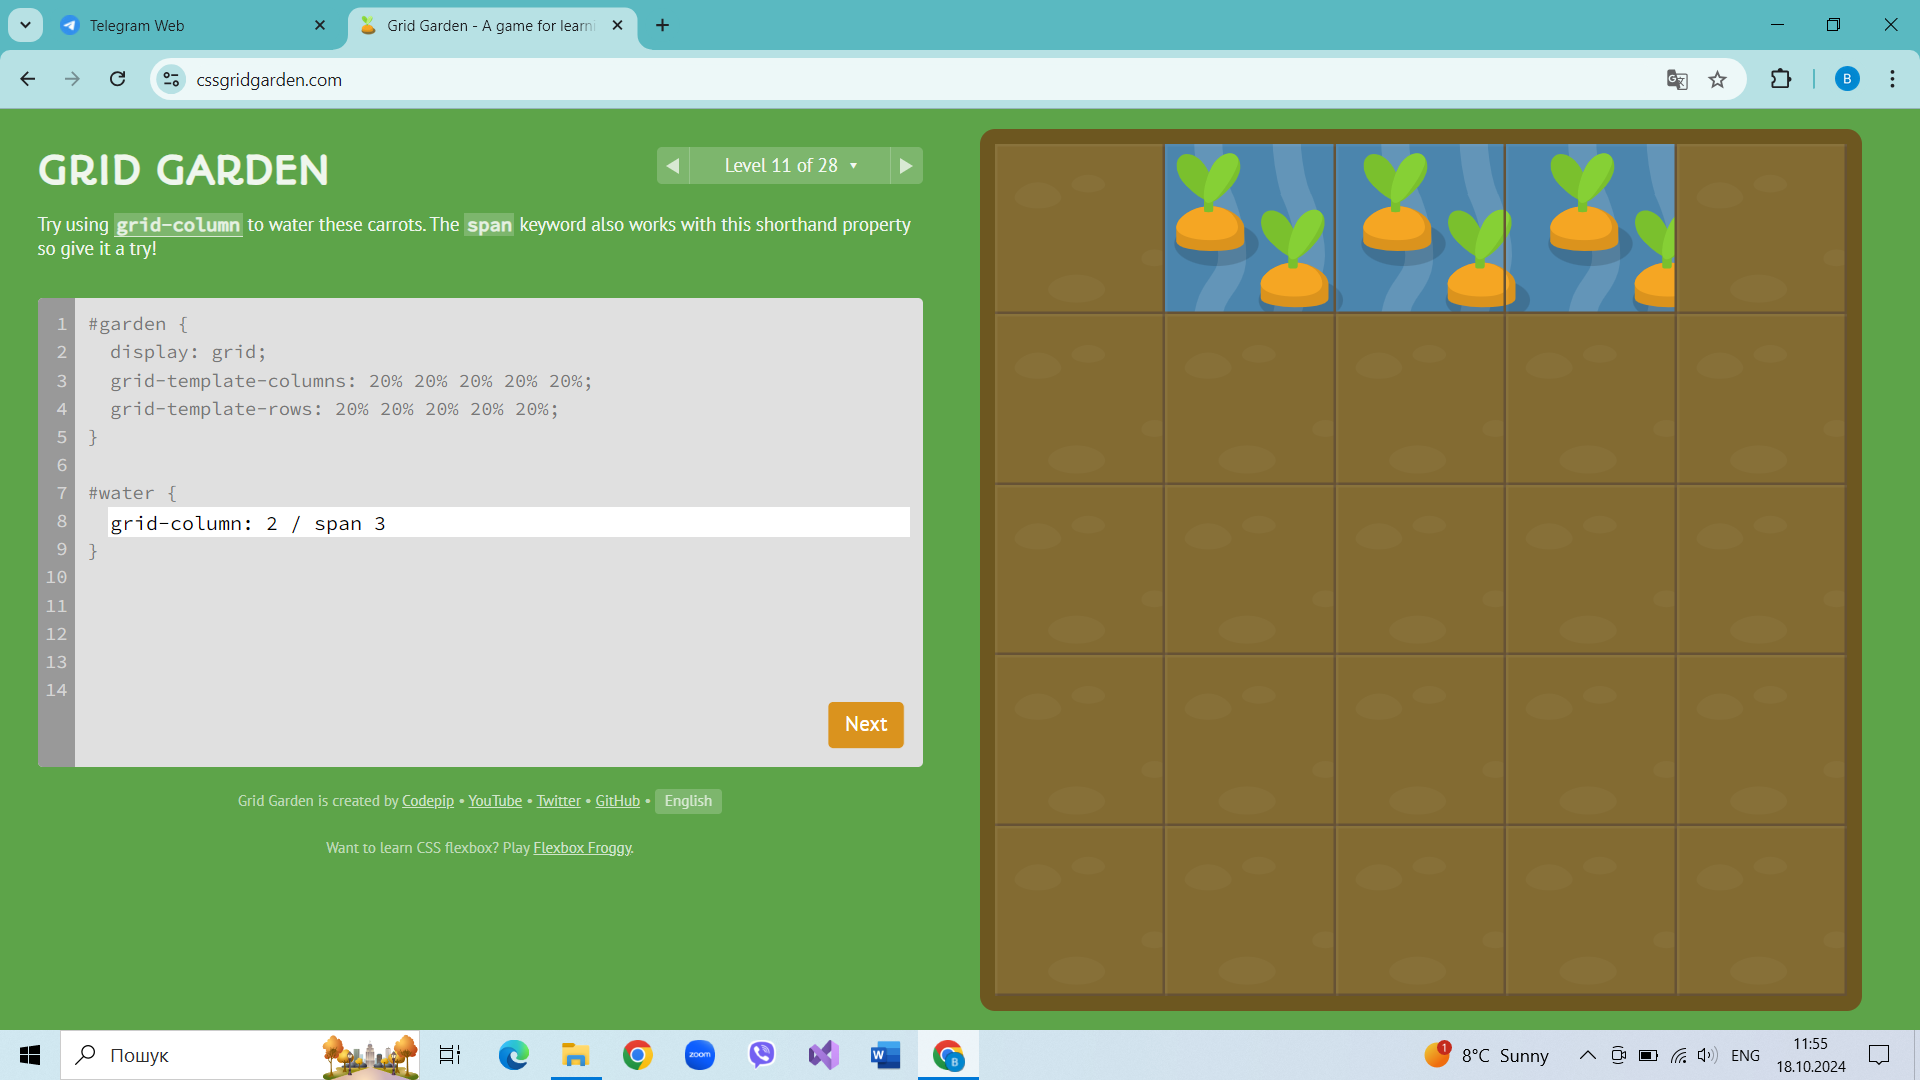 Telegram Web
Grid Garden - A game for learni
cssgridgarden.com
B
GRID GARDEN
Level 11 of 28
Try using grid-column to water these carrots. The span keyword also works with this shorthand property
so give it a try!
1 #garden {
2 display: grid;
3 grid-template-columns: 20% 20% 20% 20% 20%;
4 grid-template-rows: 20% 20% 20% 20% 20%;
5 }
6
7 #water {
8 grid-column: 2 / span 3
9 }
10
11
12
13
14
Next
Grid Garden is created by Codepip • YouTube • Twitter • GitHub • English
Want to learn CSS flexbox? Play Flexbox Froggy.
Пошук
zoom
W
B
1
8°C Sunny
ENG
11:55
18.10.2024